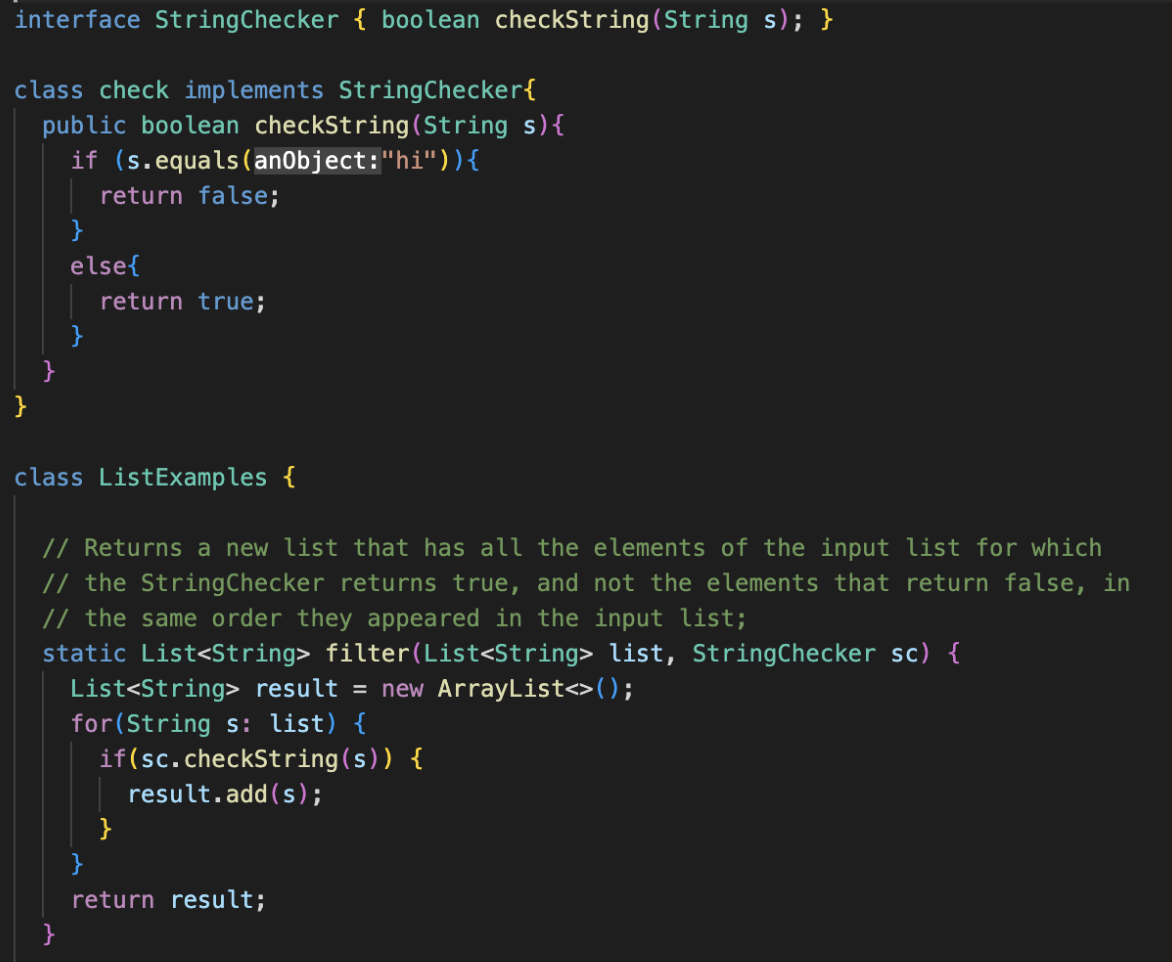 interface StringChecker { boolean checkString(String s); }
class check implements StringChecker{
public boolean checkString(String s){
if (s.equals(anObject:"hi")){
return false;
}
else{
return true;
}
}
}
class ListExamples {
// Returns a new list that has all the elements of the input list for which
// the StringChecker returns true, and not the elements that return false, in
// the same order they appeared in the input list;
static List<String> filter(List<String> list, StringChecker sc) {
List<String> result = new ArrayList<>();
for(String s: list) {
if(sc.checkString(s)) {
result.add(s);
}
}
return result;
}